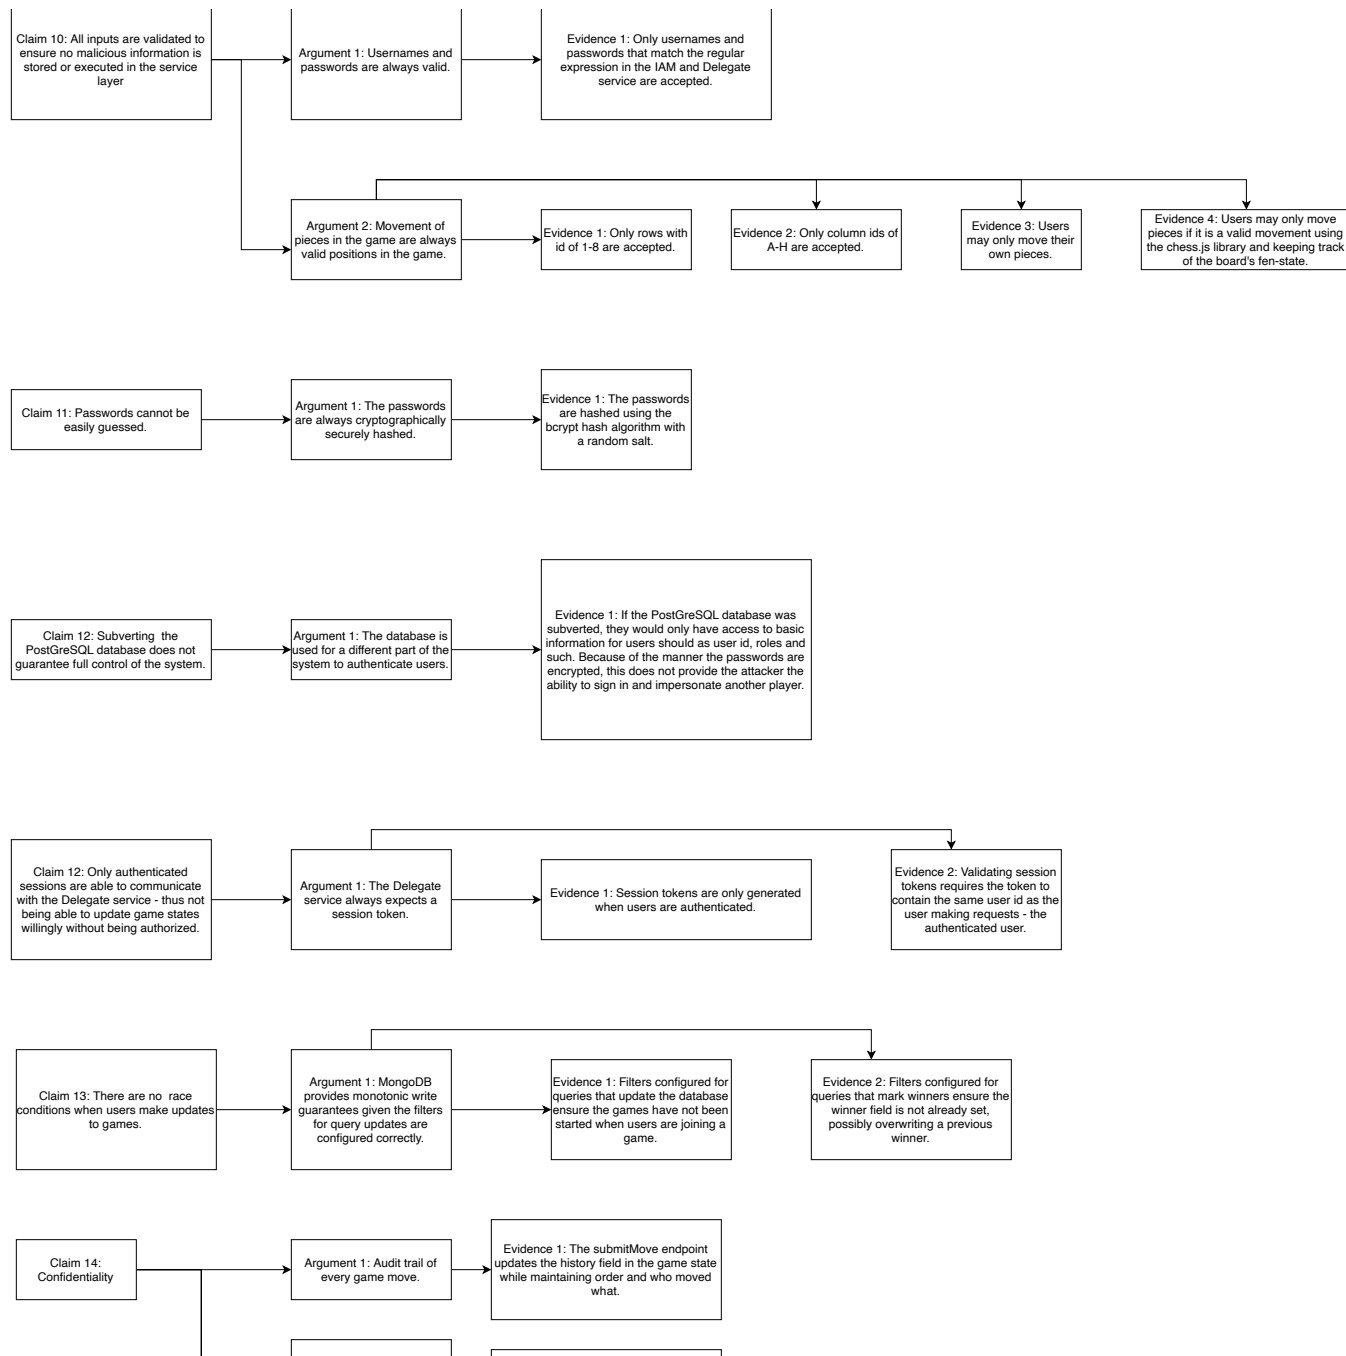 Claim 10: All inputs are validated to
ensure no malicious information is
stored or executed in the service
layer
Argument 1: Usernames and
passwords are always valid.
Evidence 1: Only usernames and
passwords that match the regular
expression in the IAM and Delegate
service are accepted.
Argument 2: Movement of
pieces in the game are always
valid positions in the game.
Evidence 1: Only rows with
id of 1-8 are accepted.
Evidence 2: Only column ids of
A-H are accepted.
Evidence 3: Users
may only move their
own pieces.
Evidence 4: Users may only move
pieces if it is a valid movement using
the chess.js library and keeping track
of the board's fen-state.
Claim 11: Passwords cannot be
easily guessed.
Argument 1: The passwords
are always cryptographically
securely hashed.
Evidence 1: The passwords
are hashed using the
bcrypt hash algorithm with
a random salt.
Claim 12: Subverting  the
PostGreSQL database does not
guarantee full control of the system.
Argument 1: The database is
used for a different part of the
system to authenticate users.
Evidence 1: If the PostGreSQL database was
subverted, they would only have access to basic
information for users should as user id, roles and
such. Because of the manner the passwords are
encrypted, this does not provide the attacker the
ability to sign in and impersonate another player.
Claim 12: Only authenticated
sessions are able to communicate
with the Delegate service - thus not
being able to update game states
willingly without being authorized.
Argument 1: The Delegate
service always expects a
session token.
Evidence 1: Session tokens are only generated
when users are authenticated.
Evidence 2: Validating session
tokens requires the token to
contain the same user id as the
user making requests - the
authenticated user.
Claim 13: There are no  race
conditions when users make updates
to games.
Argument 1: MongoDB
provides monotonic write
guarantees given the filters
for query updates are
configured correctly.
Evidence 1: Filters configured for
queries that update the database
ensure the games have not been
started when users are joining a
game.
Evidence 2: Filters configured for
queries that mark winners ensure the
winner field is not already set,
possibly overwriting a previous
winner.
Claim 14:
Confidentiality
Argument 1: Audit trail of
every game move.
Evidence 1: The submitMove endpoint
updates the history field in the game state
while maintaining order and who moved
what.